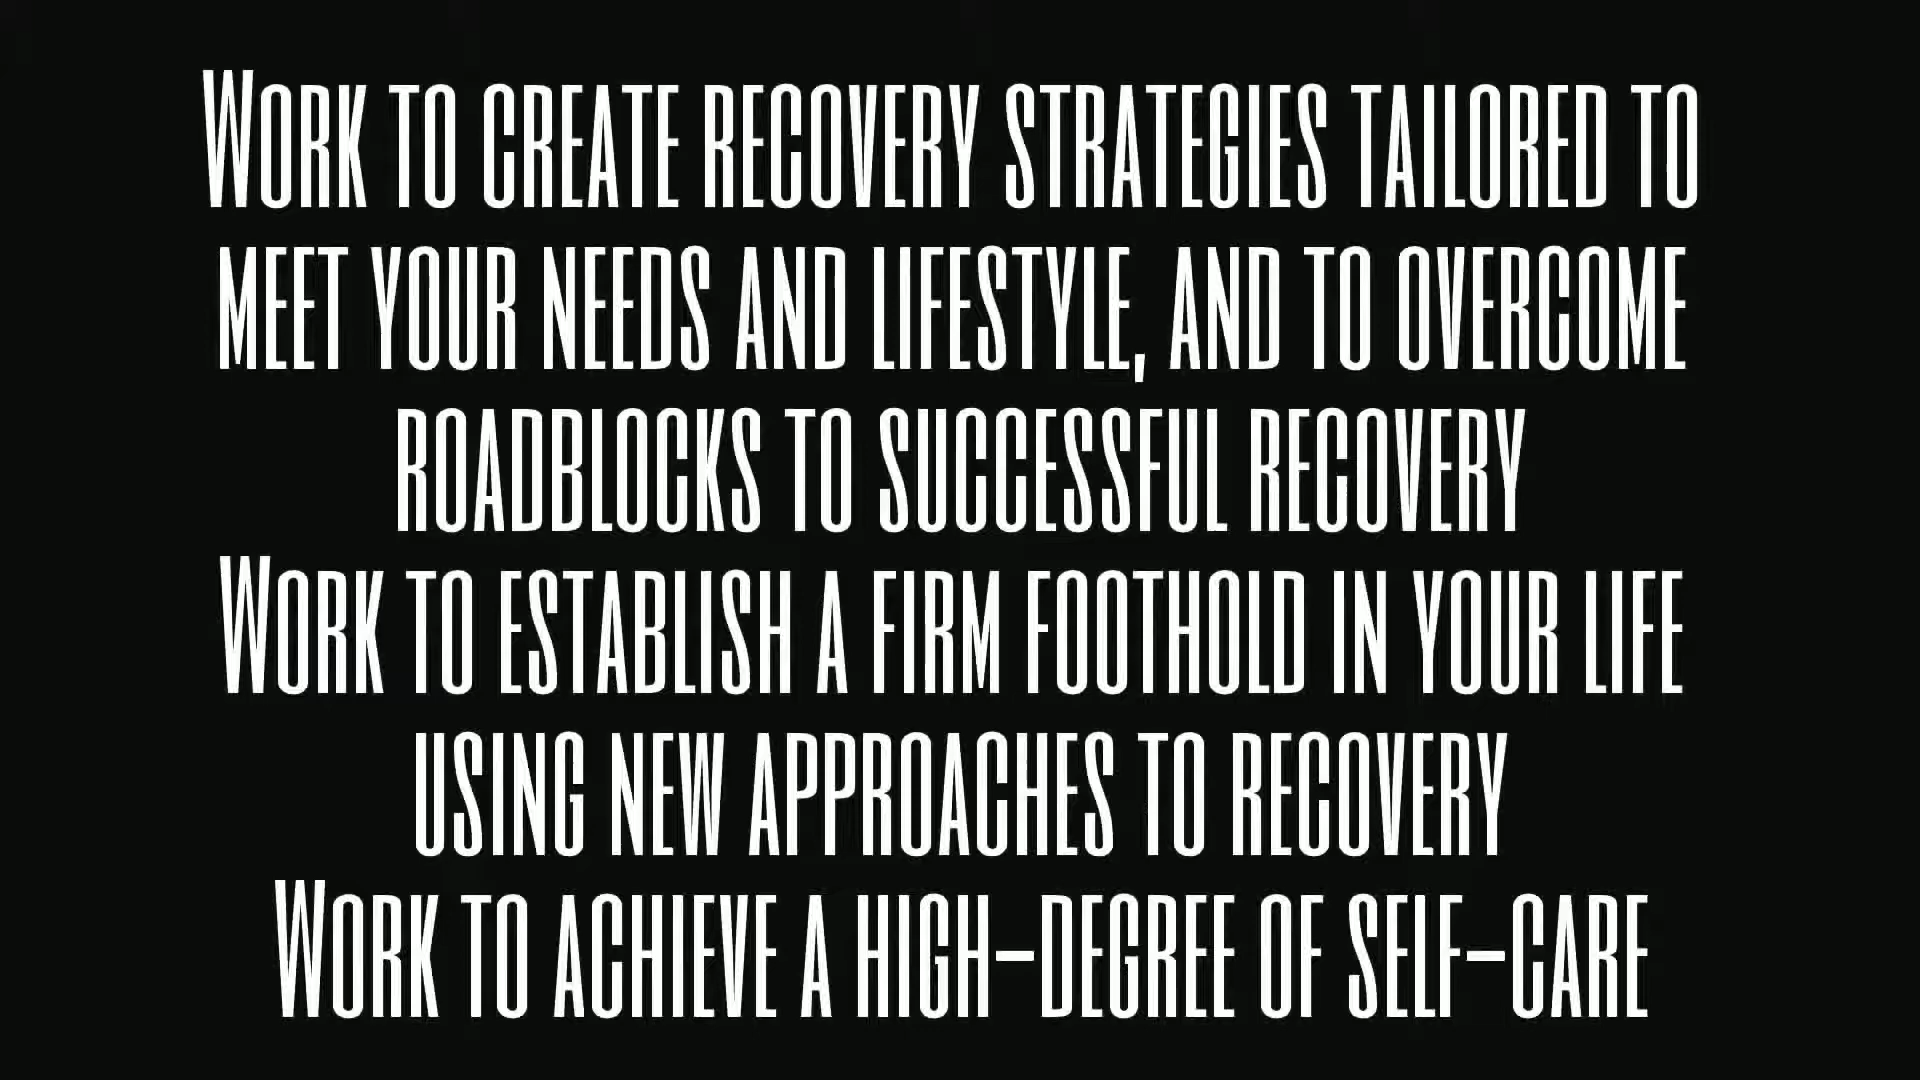 Work to create recovery strategies tailored to
meet your needs and lifestyle, and to overcome
roadblocks to successful recovery
Work to establish a firm foothold in your life
using new approaches to recovery
Work to achieve a high-degree of self-care